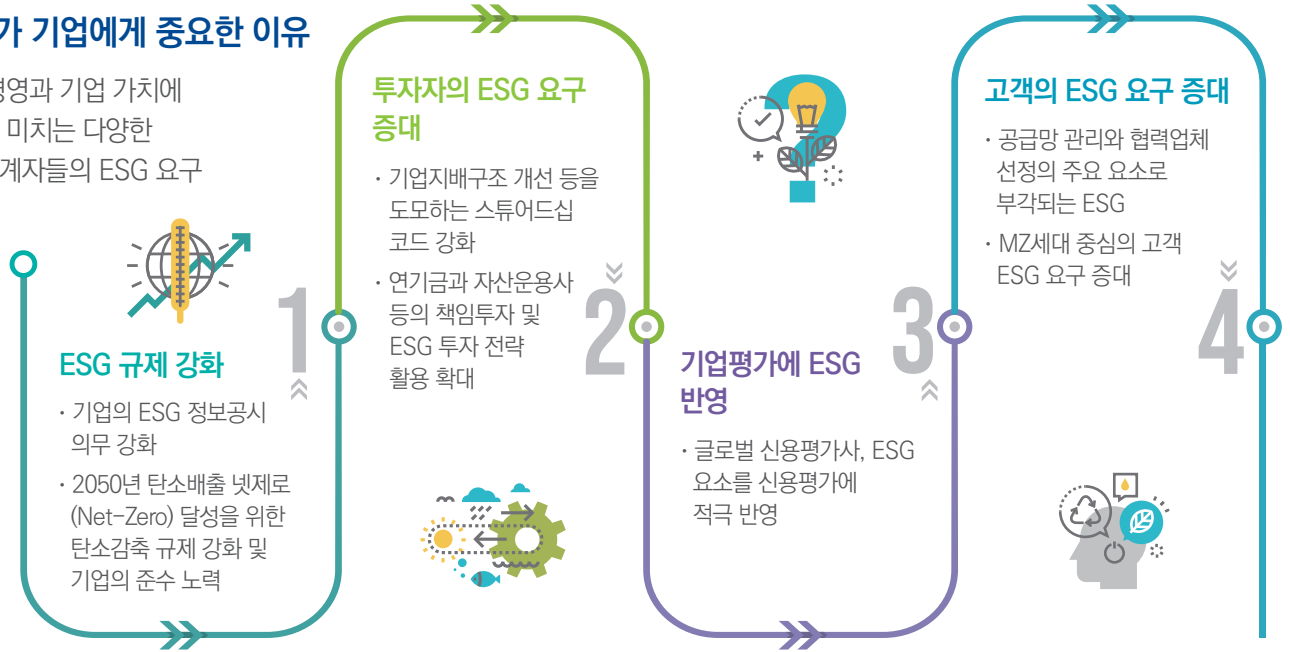 가 기업에게 중요한 이유
경영과 기업 가치에
미치는 다양한
계자들의 ESG 요구
1
ESG 규제 강화
· 기업의 ESG 정보공시
의무 강화
· 2050년 탄소배출 넷제로
(Net-Zero) 달성을 위한
탄소감축 규제 강화 및
기업의 준수 노력
투자자의 ESG 요구
증대
· 기업지배구조 개선 등을
도모하는 스튜어드십
코드 강화
· 연기금과 자산운용사
등의 책임투자 및
ESG 투자 전략
활용 확대
2
기업평가에 ESG
반영
· 글로벌 신용평가사, ESG
요소를 신용평가에
적극 반영
3
고객의 ESG 요구 증대
· 공급망 관리와 협력업체
선정의 주요 요소로
부각되는 ESG
· MZ세대 중심의 고객
ESG 요구 증대
4